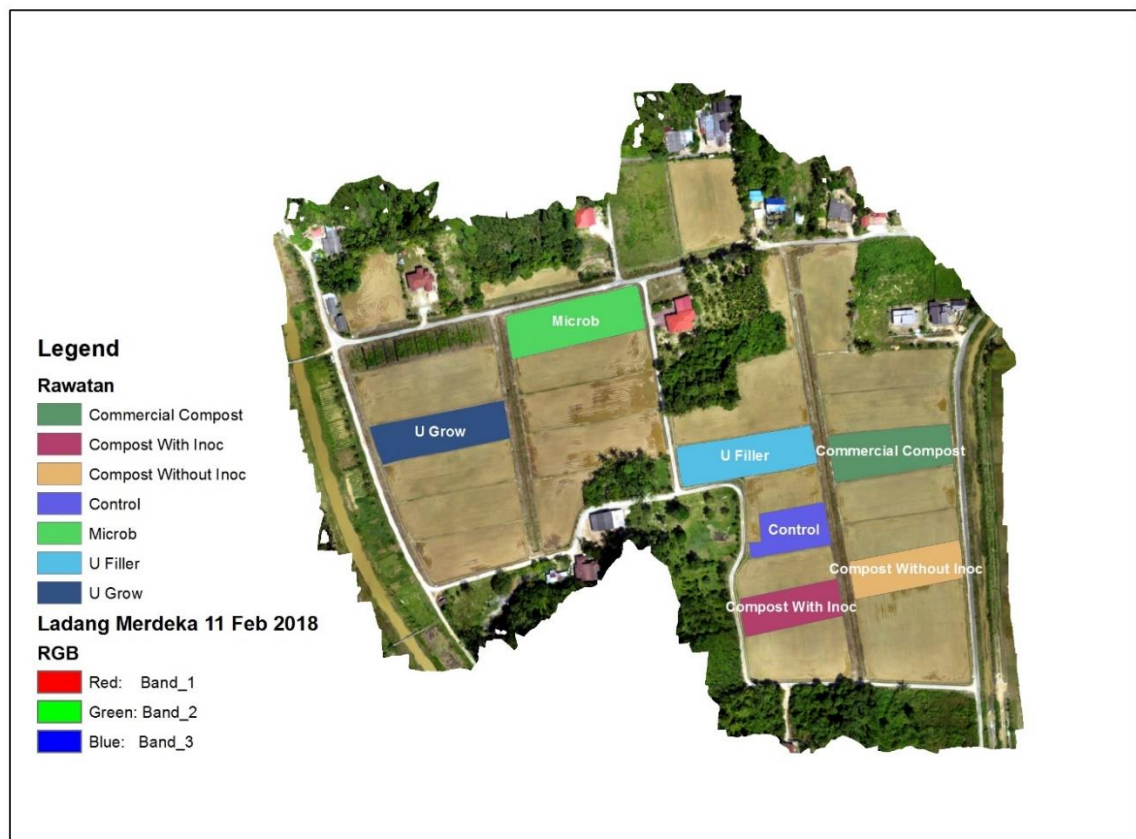 Legend
Rawatan
Commercial Compost
Compost With Inoc
Compost Without Inoc
Control
Microb
U Filler
U Grow
Ladang Merdeka 11 Feb 2018
RGB
Red: Band_1
Green: Band_2
Blue: Band_3
Microb
U Grow
U Filler
Commercial Compost
Control
Compost Without Inoc
Compost With Inoc